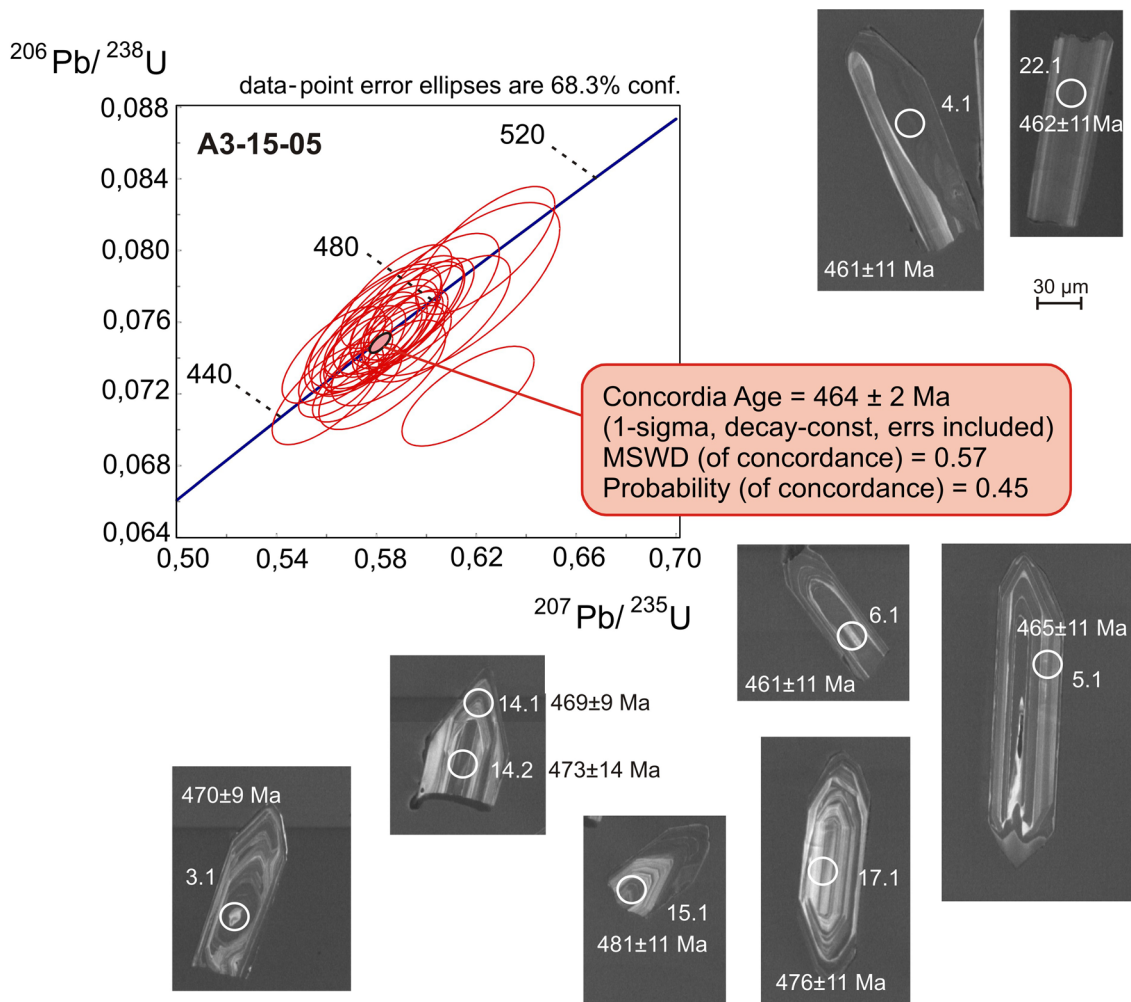 206Pb/ 238U
data-point error ellipses are 68.3% conf.
A3-15-05
0,088
0,084
0,080
0,076
0,072
0,068
0,064
520
480
440
0,50
0,54
0,58
0,62
0,66
0,70
207Pb/ 235U
Concordia Age = 464 ± 2 Ma
(1-sigma, decay-const, errs included)
MSWD (of concordance) = 0.57
Probability (of concordance) = 0.45
4.1
461±11 Ma
22.1
462±11Ma
30 µm
6.1
461±11 Ma
465±11 Ma
5.1
14.1 469±9 Ma
14.2 473±14 Ma
470±9 Ma
3.1
15.1
481±11 Ma
17.1
476±11 Ma